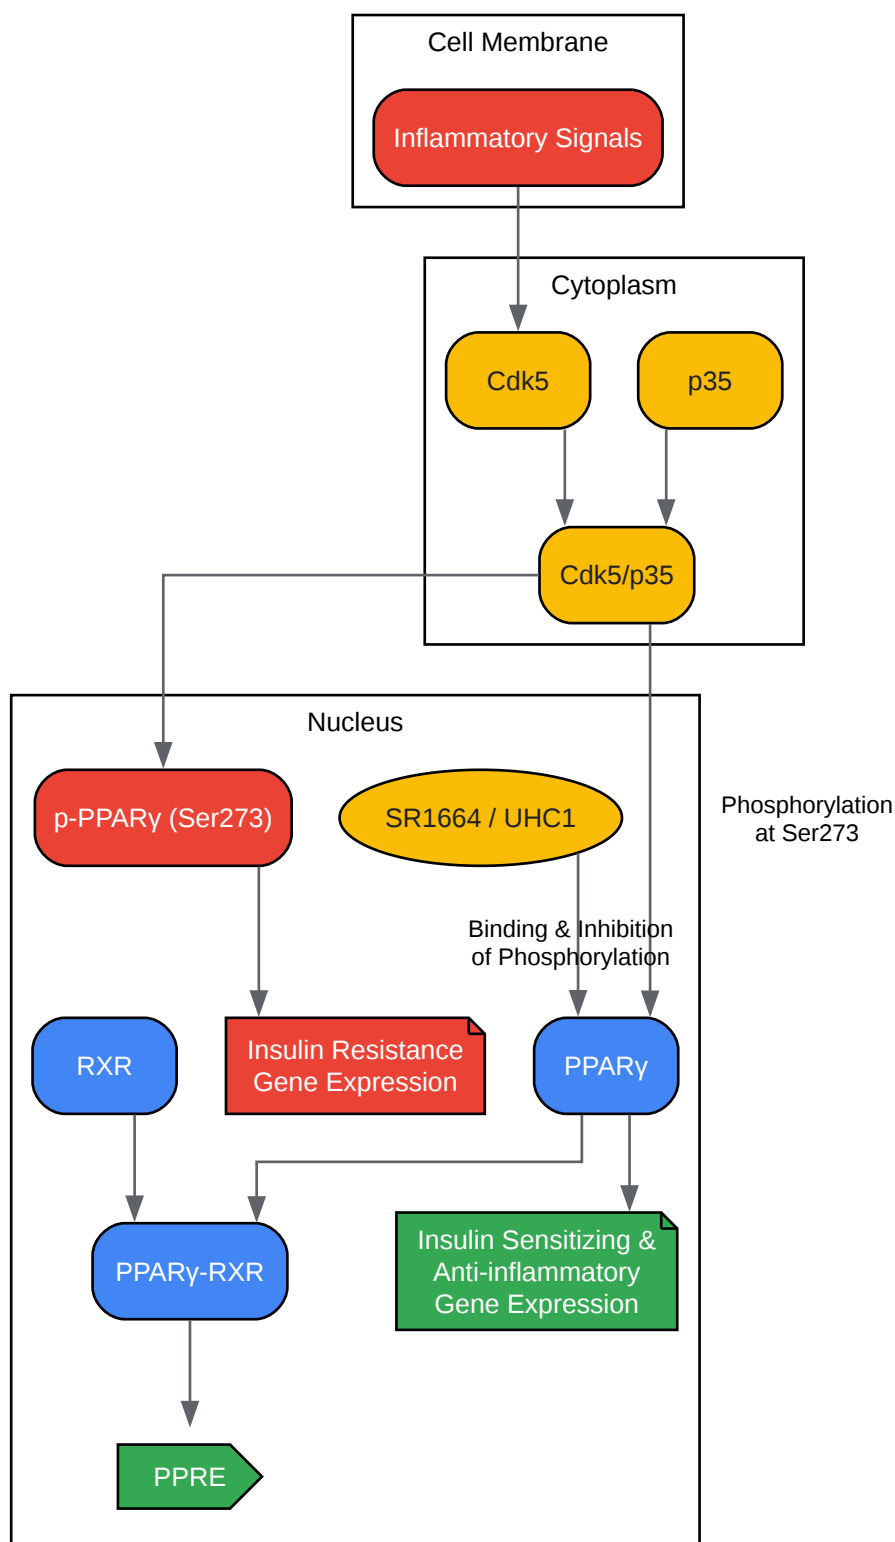 Cell Membrane
Inflammatory Signals
Cytoplasm
Cdk5
p35
Cdk5/p35
Nucleus
p-PPARγ (Ser273)
SR1664 / UHC1
Phosphorylation
at Ser273
Binding & Inhibition
of Phosphorylation
RXR
Insulin Resistance
Gene Expression
PPARγ
PPARγ-RXR
Insulin Sensitizing &
Anti-inflammatory
Gene Expression
PPRE